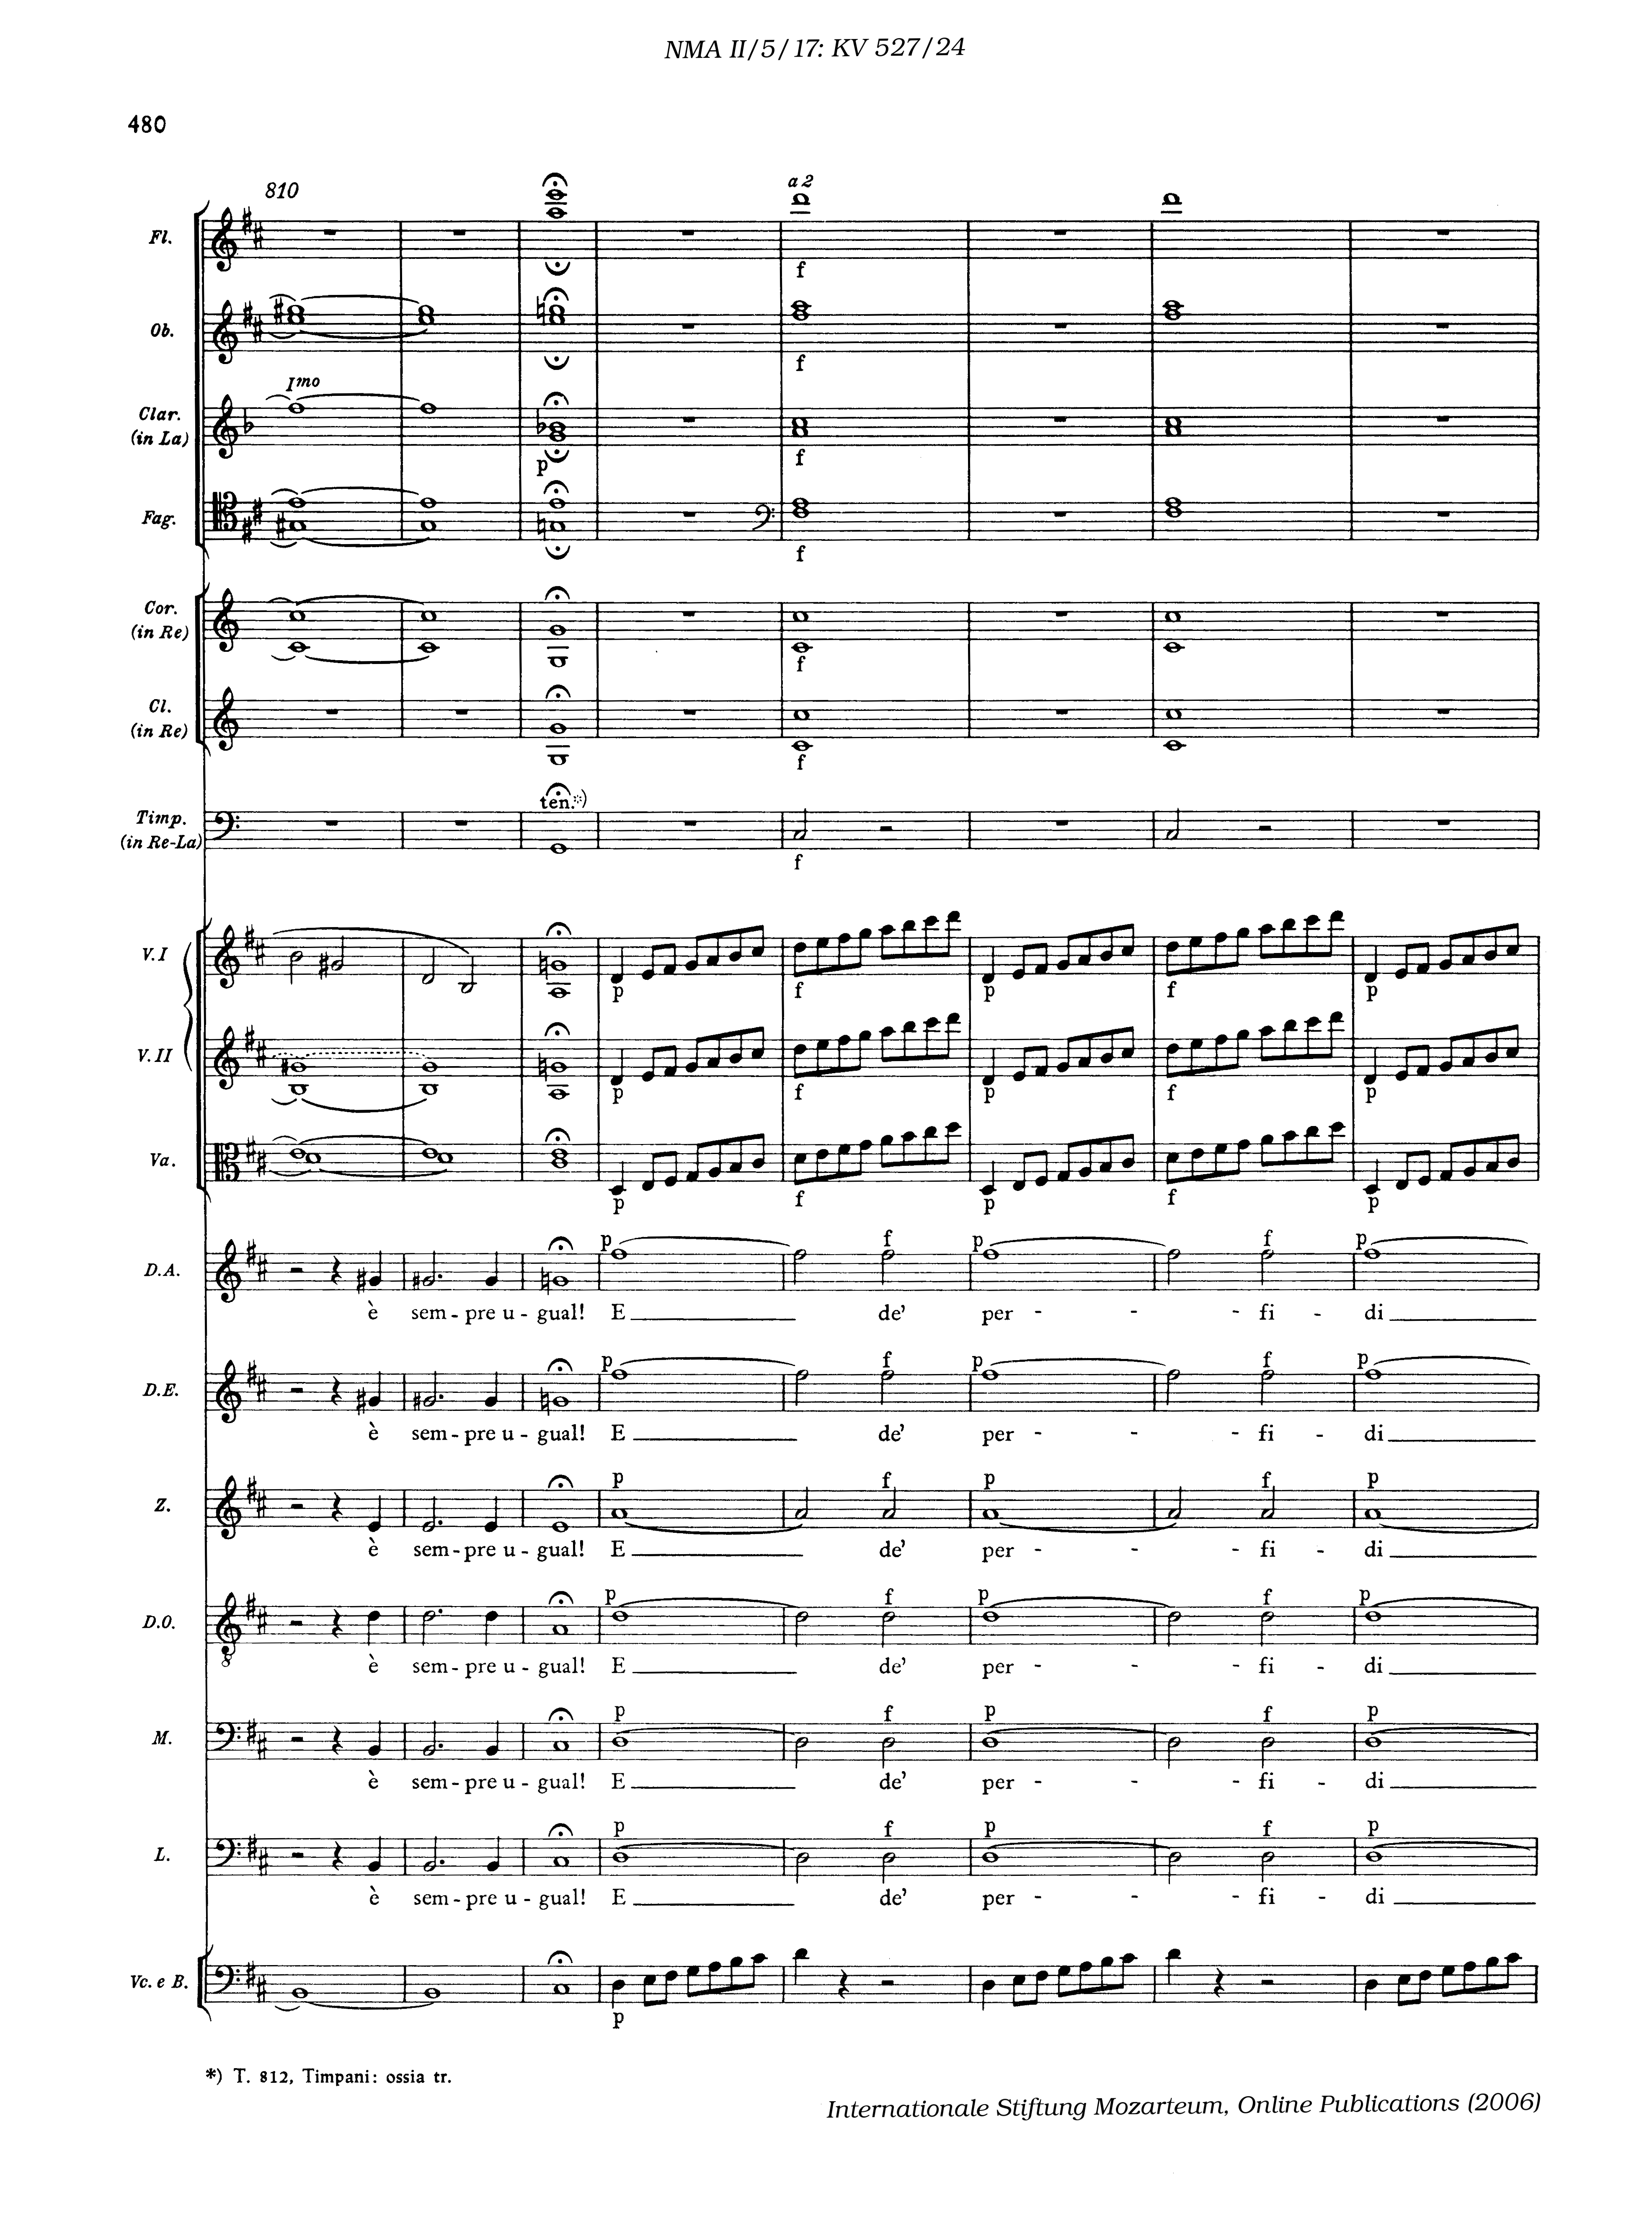 NMA II/5/17: KV 527/24
480
810
a 2
Fl.
f
Ob.
f
Imo
Clar.
(in La)
p f
Fag.
f
Cor.
(in Re)
f
Cl.
(in Re)
f
ten.*)
Timp.
(in Re-La)
f
V. I
p f p f p
V. II
p f p f p
Va.
p f p f p
p f p f p
D.A.
è sem - pre u - gual! E de' per - - - fi - di
p f p f p
D.E.
è sem - pre u - gual! E de' per - - - fi - di
p f p f p
Z.
è sem - pre u - gual! E de' per - - - fi - di
p f p f p
D.O.
è sem - pre u - gual! E de' per - - - fi - di
p f p f p
M.
è sem - pre u - gual! E de' per - - - fi - di
p f p f p
L.
è sem - pre u - gual! E de' per - - - fi - di
Vc. e B.
p
*) T. 812, Timpani: ossia tr.
Internationale Stiftung Mozarteum, Online Publications (2006)